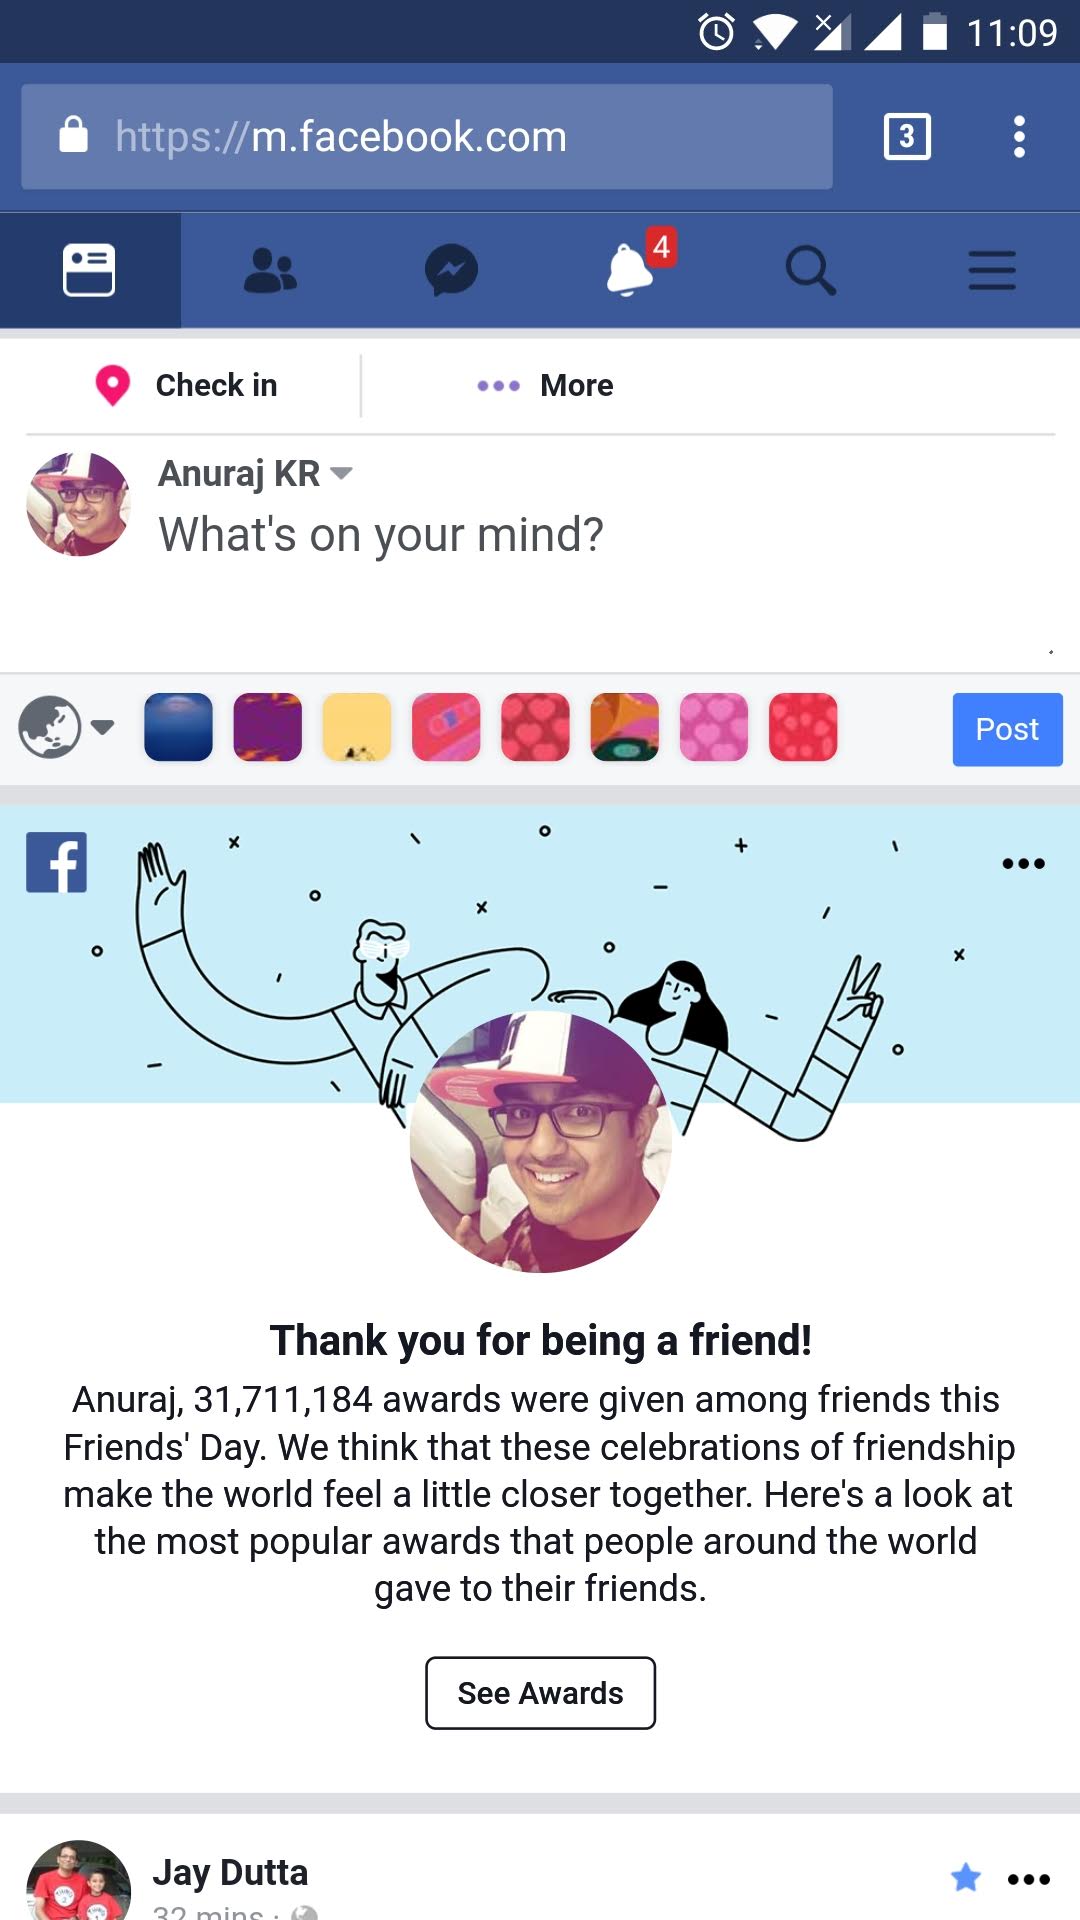 11:09
https://m.facebook.com
3
4
Check in
More
Anuraj KR
What's on your mind?
Post
Thank you for being a friend!
Anuraj, 31,711,184 awards were given among friends this
Friends' Day. We think that these celebrations of friendship
make the world feel a little closer together. Here's a look at
the most popular awards that people around the world
gave to their friends.
See Awards
Jay Dutta
32 mins ·